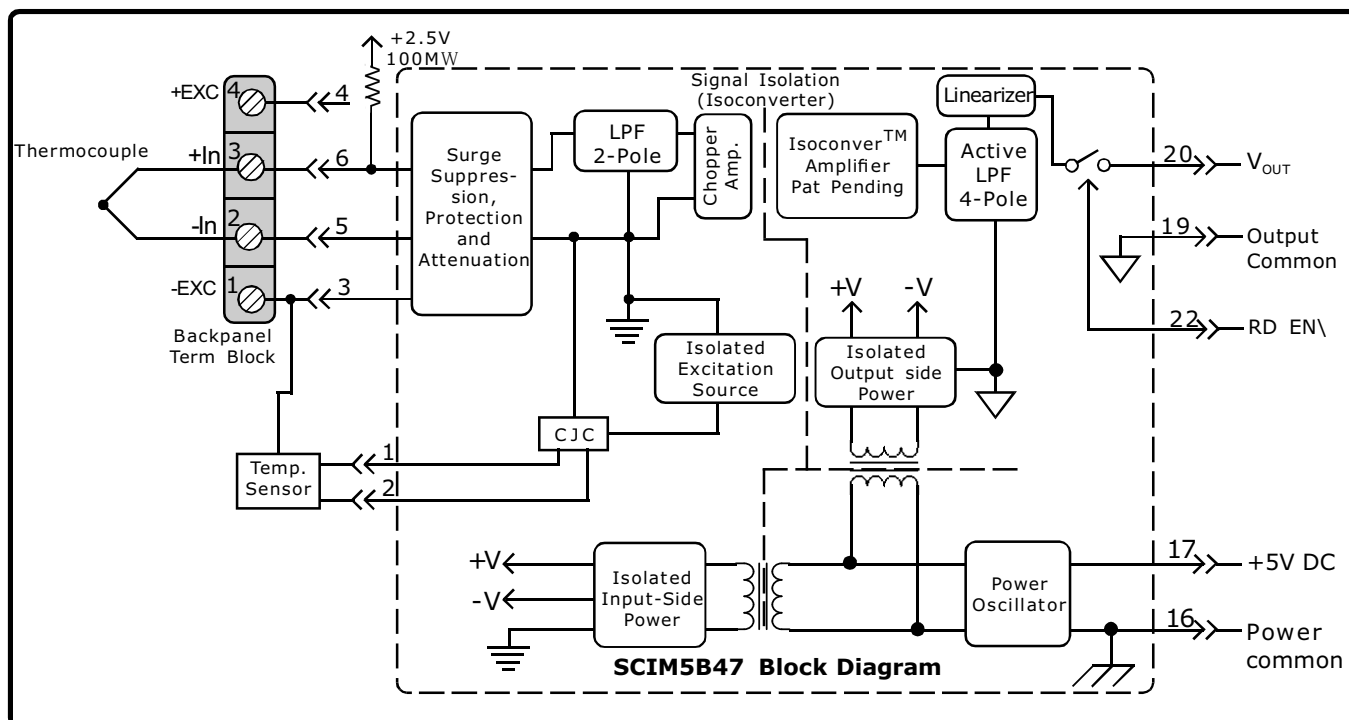 +2.5V
100MW
Signal Isolation
(Isoconverter)
+EXC
4
4
Linearizer
Thermocouple
+In
3
6
Surge
Suppres-
sion,
Protection
and
Attenuation
LPF
2-Pole
Chopper
Amp.
Isoconver™
Amplifier
Pat Pending
Active
LPF
4-Pole
20
VOUT
-In
2
5
19
Output
Common
-EXC
1
3
+V
-V
22
RD EN\
Backpanel
Term Block
Isolated
Excitation
Source
Isolated
Output side
Power
CJC
Temp.
Sensor
1
2
+V
-V
Isolated
Input-Side
Power
Power
Oscillator
17
+5V DC
16
Power
common
SCIM5B47 Block Diagram